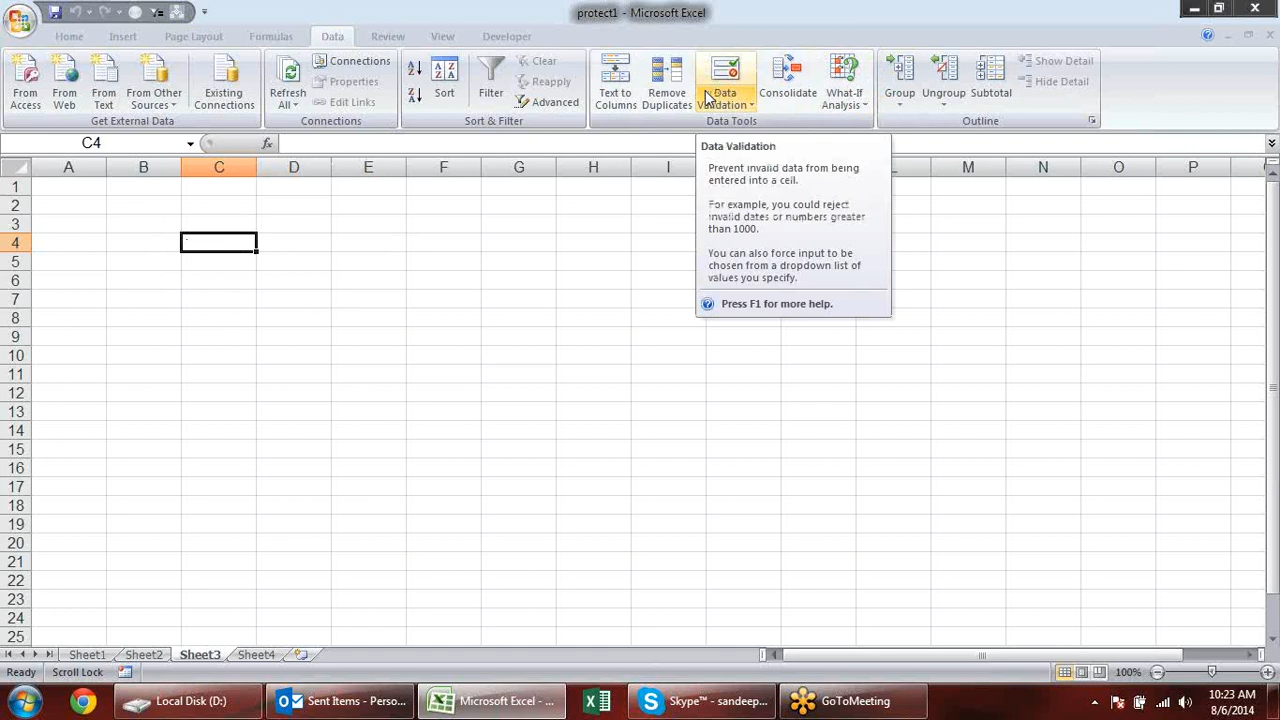 protect1 - Microsoft Excel
Home Insert Page Layout Formulas Data Review View Developer
From Access
From Web
From Text
From Other Sources
Existing Connections
Get External Data
Refresh All
Connections
Properties
Edit Links
Connections
Sort
Filter
Clear
Reapply
Advanced
Sort & Filter
Text to Columns
Remove Duplicates
Data Validation
Consolidate
What-If Analysis
Data Tools
Group
Ungroup
Subtotal
Show Detail
Hide Detail
Outline
C4
fx
A B C D E F G H I L M N O P
1
2
3
4
5
6
7
8
9
10
11
12
13
14
15
16
17
18
19
20
21
22
23
24
25
Data Validation
Prevent invalid data from being
entered into a cell.
For example, you could reject
invalid dates or numbers greater
than 1000.
You can also force input to be
chosen from a dropdown list of
values you specify.
Press F1 for more help.
Sheet1 Sheet2 Sheet3 Sheet4
Ready Scroll Lock 100%
Local Disk (D:) Sent Items - Perso... Microsoft Excel - ... Skype™ - sandeep... GoToMeeting
10:23 AM
8/6/2014